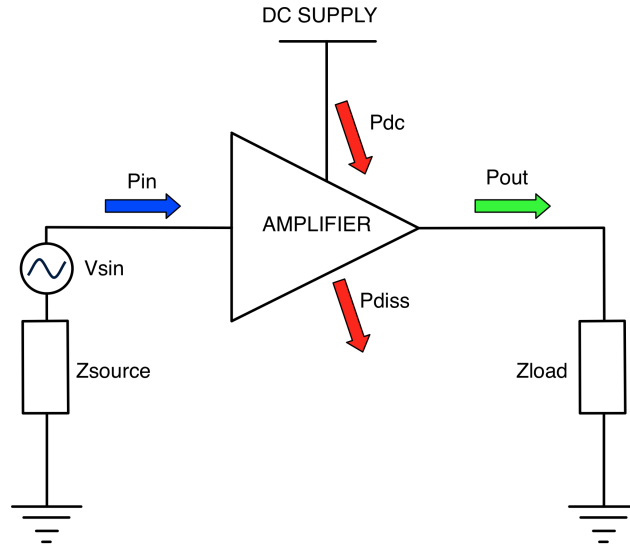 DC SUPPLY
Pdc
Pin
Pout
AMPLIFIER
Vsin
Pdiss
Zsource
Zload